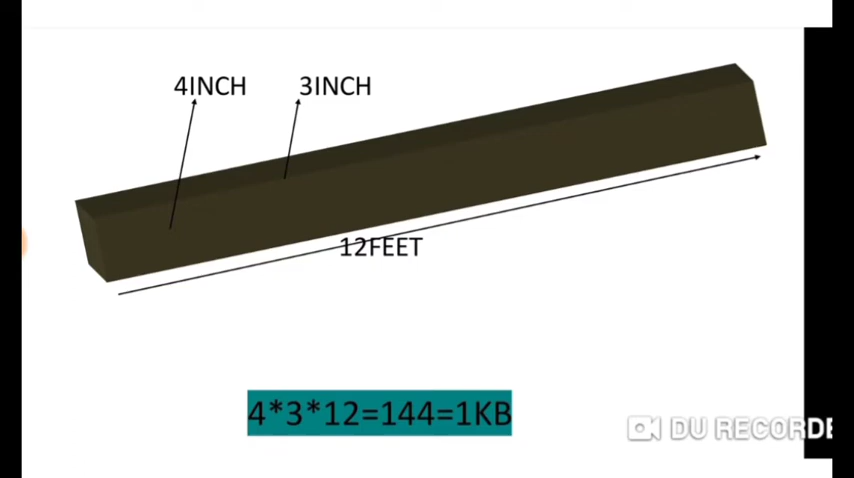 4INCH 3INCH
12FEET
4*3*12=144=1KB
DU RECORDE